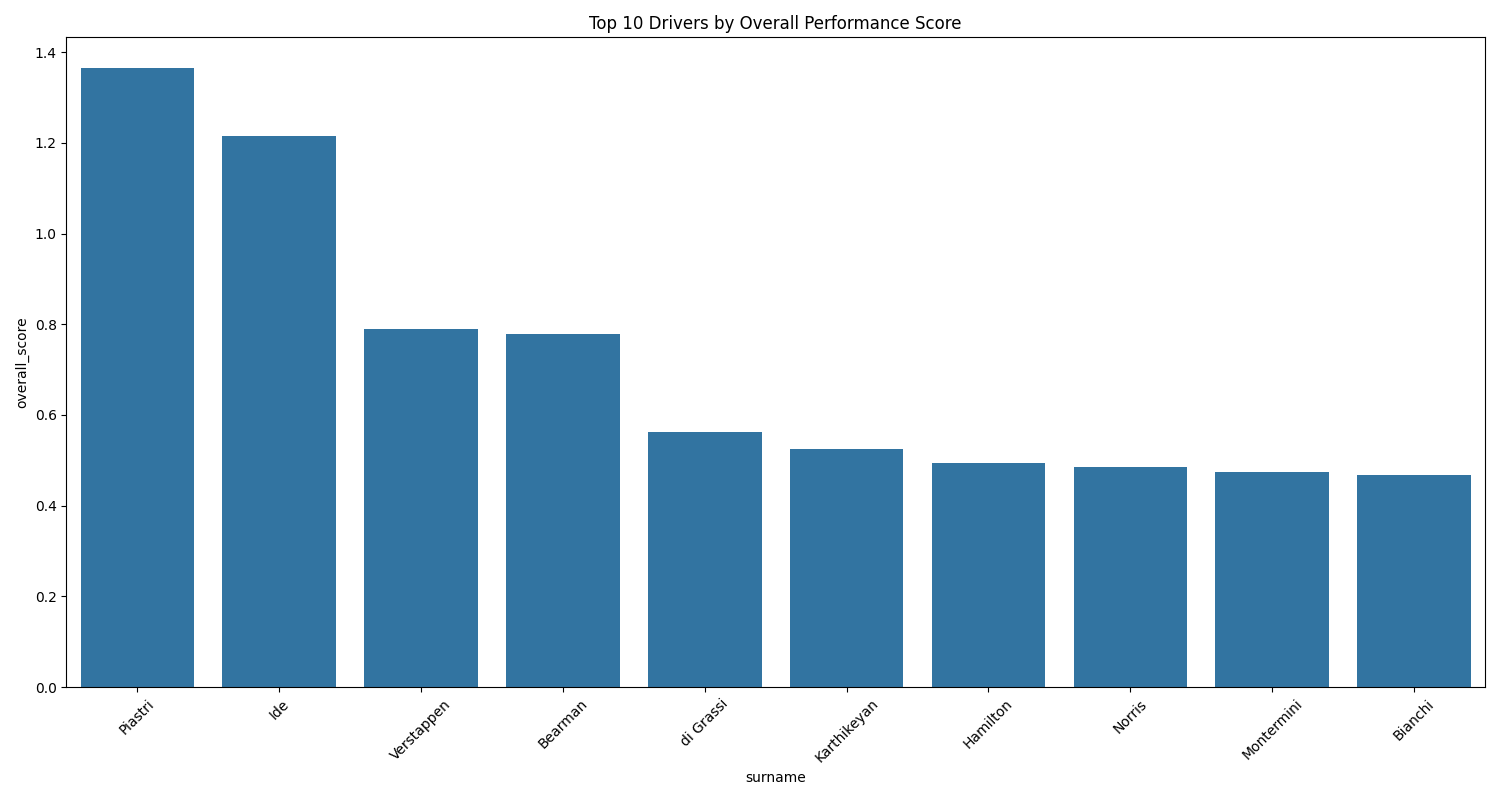 Top 10 Drivers by Overall Performance Score
overall_score
1.4
1.2
1.0
0.8
0.6
0.4
0.2
0.0
Piastri
Ide
Verstappen
Bearman
di Grassi
Karthikeyan
Hamilton
Norris
Montermini
Bianchi
surname